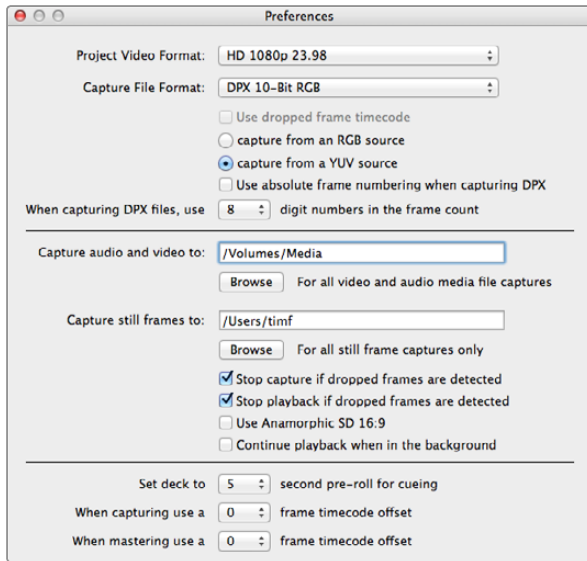 Preferences
Project Video Format: HD 1080p 23.98
Capture File Format: DPX 10-Bit RGB
Use dropped frame timecode
capture from an RGB source
capture from a YUV source
Use absolute frame numbering when capturing DPX
When capturing DPX files, use 8 digit numbers in the frame count
Capture audio and video to: /Volumes/Media
Browse For all video and audio media file captures
Capture still frames to: /Users/timf
Browse For all still frame captures only
Stop capture if dropped frames are detected
Stop playback if dropped frames are detected
Use Anamorphic SD 16:9
Continue playback when in the background
Set deck to 5 second pre-roll for cueing
When capturing use a 0 frame timecode offset
When mastering use a 0 frame timecode offset